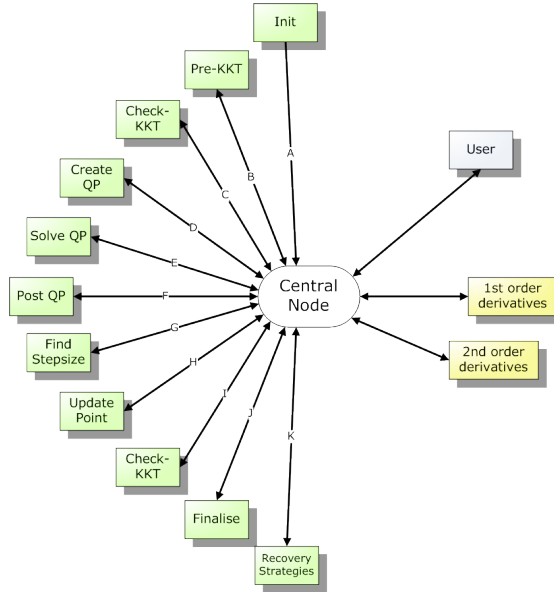 Init
Pre-KKT
Check-
KKT
Create
QP
Solve QP
Post QP
Find
Stepsize
Update
Point
Check-
KKT
Finalise
Recovery
Strategies
A
B
C
D
E
F
G
H
I
J
K
Central
Node
User
1st order
derivatives
2nd order
derivatives